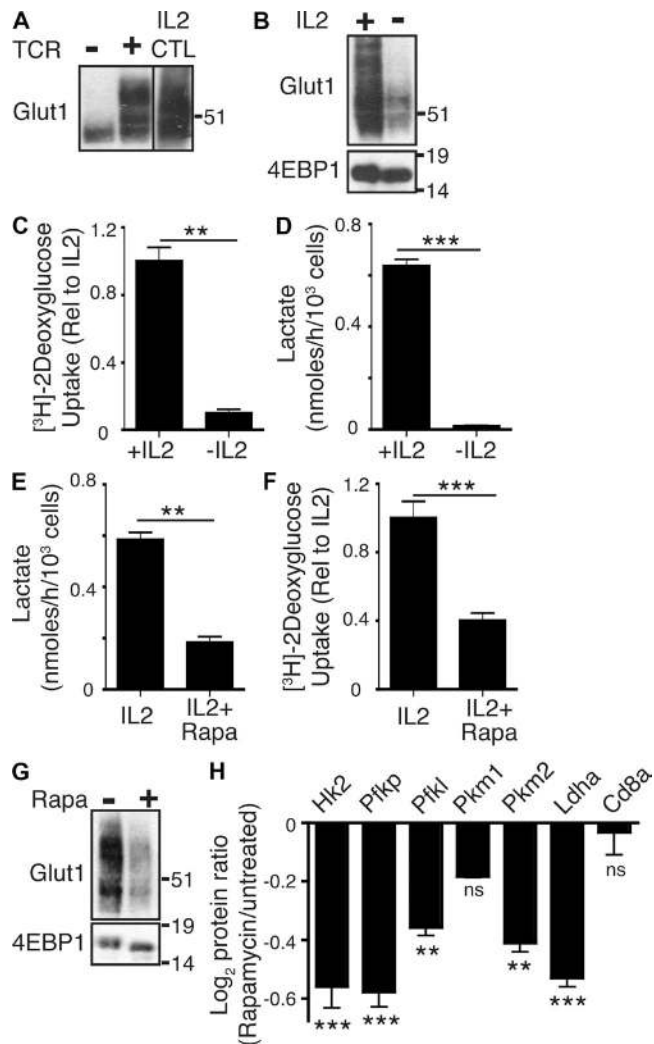 A
IL2
TCR - + CTL
Glut1
51
B
IL2 + -
Glut1
51
4EBP1
19
14
C
[³H]-2Deoxyglucose
Uptake (Rel to IL2)
1.2
0.8
0.4
0
**
+IL2 -IL2
D
Lactate
(nmoles/h/10³ cells)
0.8
0.4
0
***
+IL2 -IL2
E
Lactate
(nmoles/h/10³ cells)
0.8
0.4
0
**
IL2 IL2+
Rapa
F
[³H]-2Deoxyglucose
Uptake (Rel to IL2)
1.2
0.8
0.4
0
***
IL2 IL2+
Rapa
G
Rapa - +
Glut1
51
4EBP1
19
14
H
Hk2 Pfkp Pfkl Pkm1 Pkm2 Ldha Cd8a
Log₂ protein ratio
(Rapamycin/untreated)
0
-0.2
-0.4
-0.6
*** *** ** ns ** *** ns